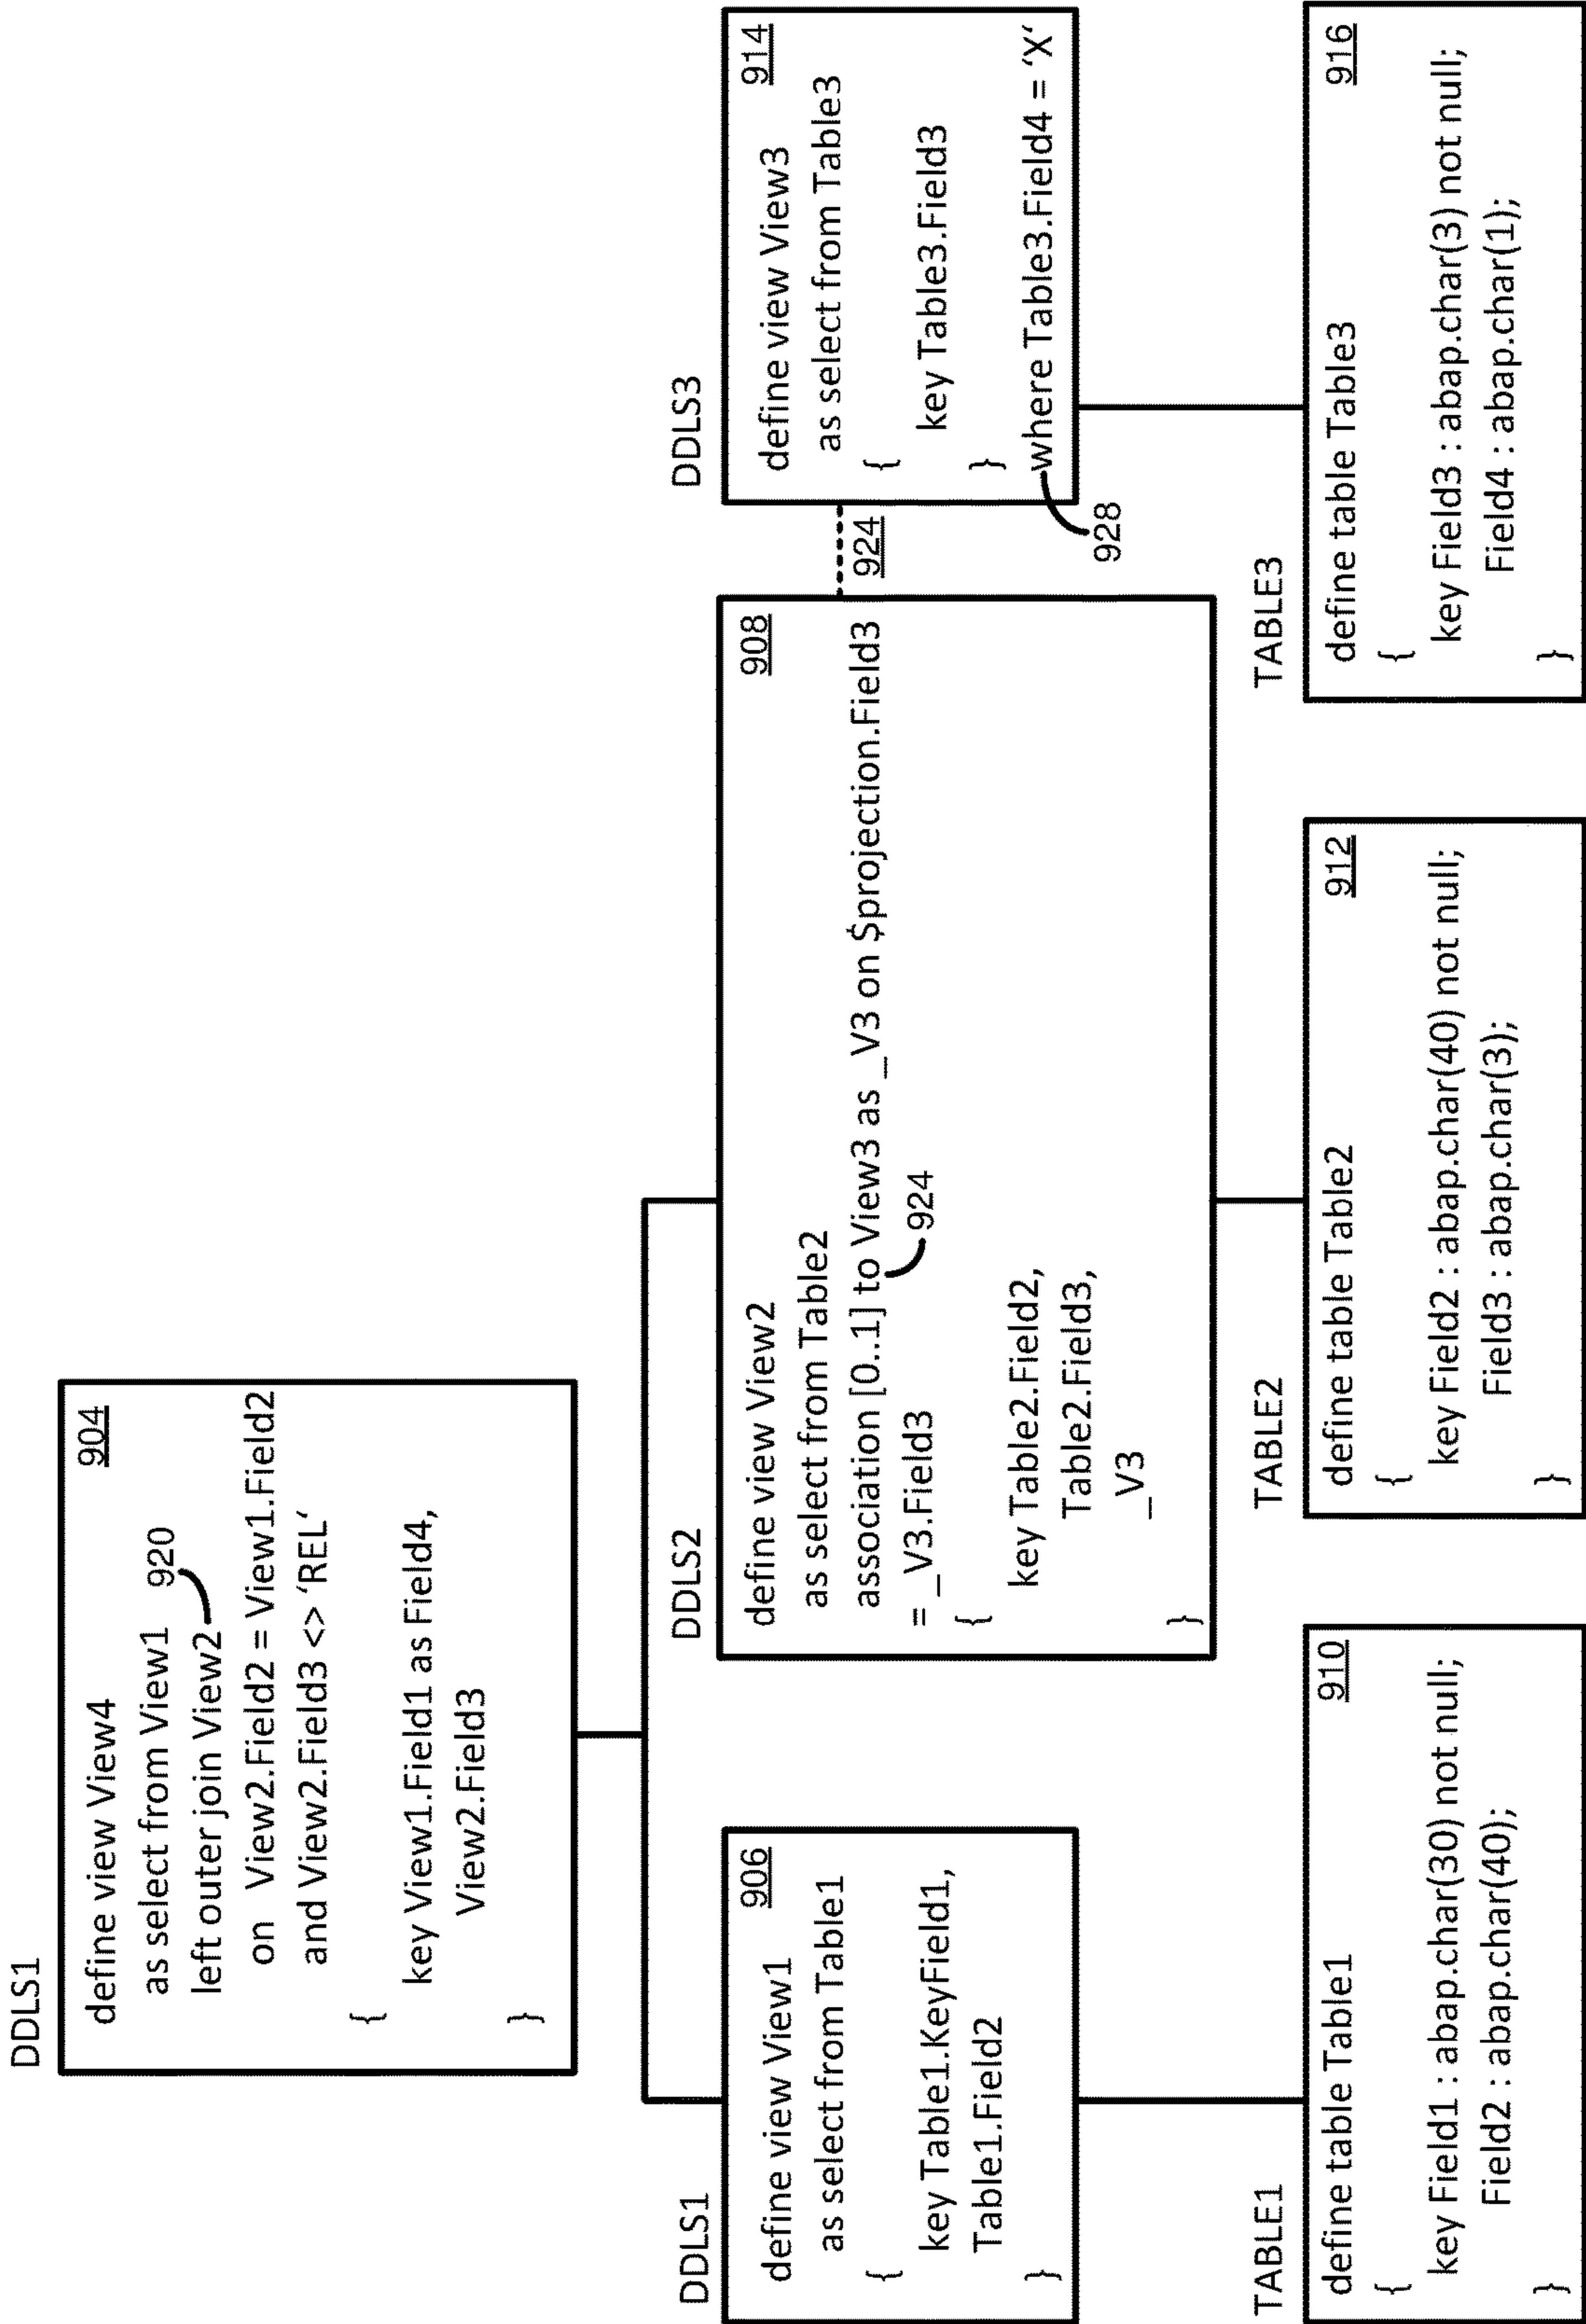 DDLS1
904
define view View4
as select from View1
920
left outer join View2
on View2.Field2 = View1.Field2
and View2.Field3 <> ‘REL‘
{
key View1.Field1 as Field4,
View2.Field3
}
DDLS1
906
define view View1
as select from Table1
{
key Table1.KeyField1,
Table1.Field2
}
DDLS2
908
define view View2
as select from Table2
association [0..1] to View3 as _V3 on $projection.Field3
924
= _V3.Field3
{
key Table2.Field2,
Table2.Field3,
_V3
}
924
DDLS3
914
define view View3
as select from Table3
{
key Table3.Field3
}
where Table3.Field4 = ‘X‘
928
TABLE1
910
define table Table1
{
key Field1 : abap.char(30) not null;
Field2 : abap.char(40);
}
TABLE2
912
define table Table2
{
key Field2 : abap.char(40) not null;
Field3 : abap.char(3);
}
TABLE3
916
define table Table3
{
key Field3 : abap.char(3) not null;
Field4 : abap.char(1);
}